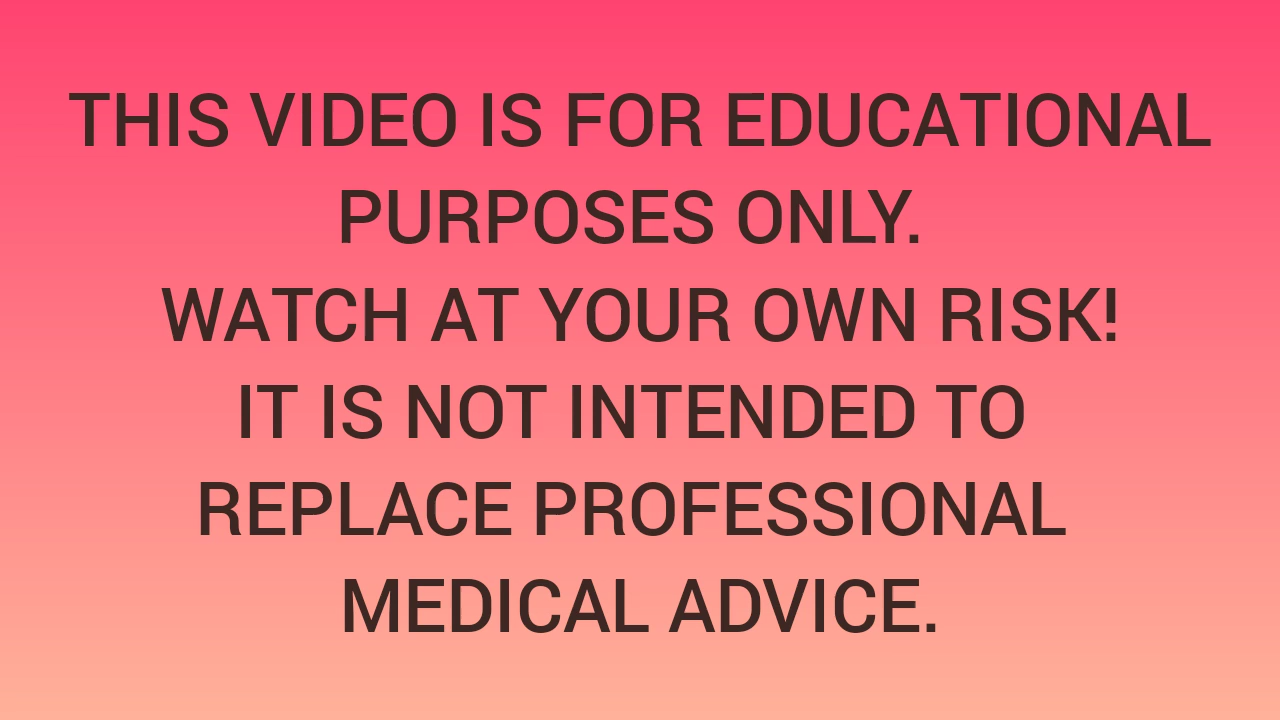 THIS VIDEO IS FOR EDUCATIONAL
PURPOSES ONLY.
WATCH AT YOUR OWN RISK!
IT IS NOT INTENDED TO
REPLACE PROFESSIONAL
MEDICAL ADVICE.